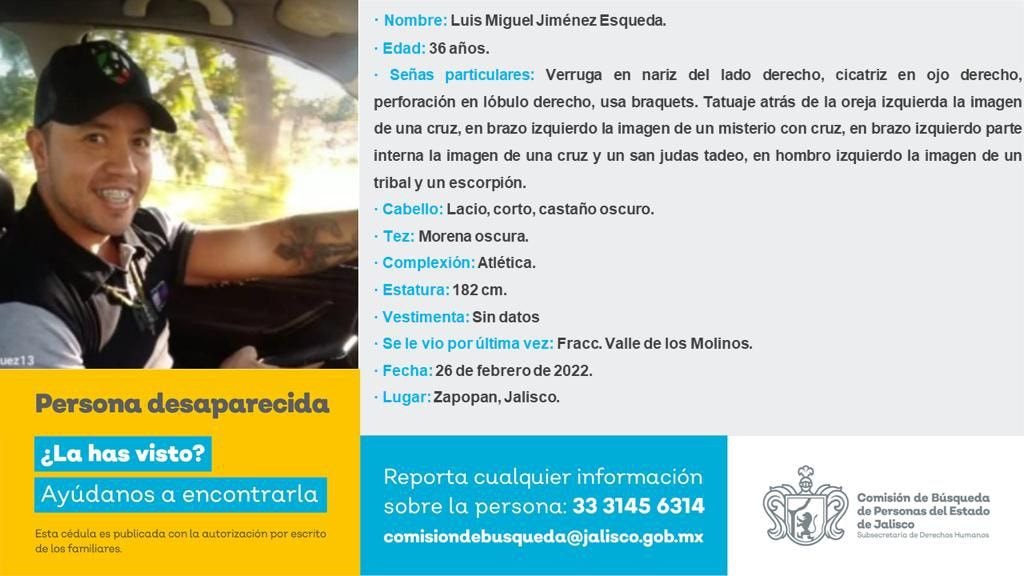 · Nombre: Luis Miguel Jiménez Esqueda.
· Edad: 36 años.
· Señas particulares: Verruga en nariz del lado derecho, cicatriz en ojo derecho,
perforación en lóbulo derecho, usa braquets. Tatuaje atrás de la oreja izquierda la imagen
de una cruz, en brazo izquierdo la imagen de un misterio con cruz, en brazo izquierdo parte
interna la imagen de una cruz y un san judas tadeo, en hombro izquierdo la imagen de un
tribal y un escorpión.
· Cabello: Lacio, corto, castaño oscuro.
· Tez: Morena oscura.
· Complexión: Atlética.
· Estatura: 182 cm.
· Vestimenta: Sin datos
· Se le vio por última vez: Fracc. Valle de los Molinos.
· Fecha: 26 de febrero de 2022.
· Lugar: Zapopan, Jalisco.
uez13
Persona desaparecida
¿La has visto?
Ayúdanos a encontrarla
Esta cédula es publicada con la autorización por escrito
de los familiares.
Reporta cualquier información
sobre la persona: 33 3145 6314
comisiondebusqueda@jalisco.gob.mx
Comisión de Búsqueda
de Personas del Estado
de Jalisco
Subsecretaría de Derechos Humanos